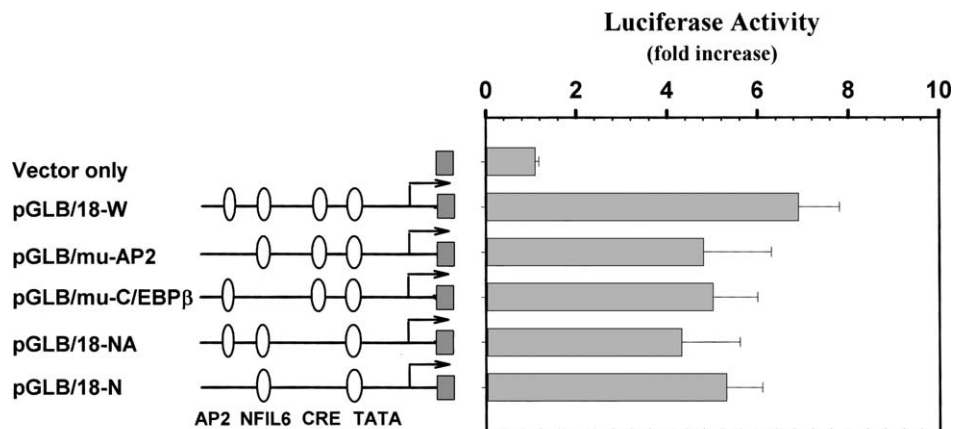 Luciferase Activity
(fold increase)
0 2 4 6 8 10
Vector only
pGLB/18-W
pGLB/mu-AP2
pGLB/mu-C/EBPβ
pGLB/18-NA
pGLB/18-N
AP2 NFIL6 CRE TATA